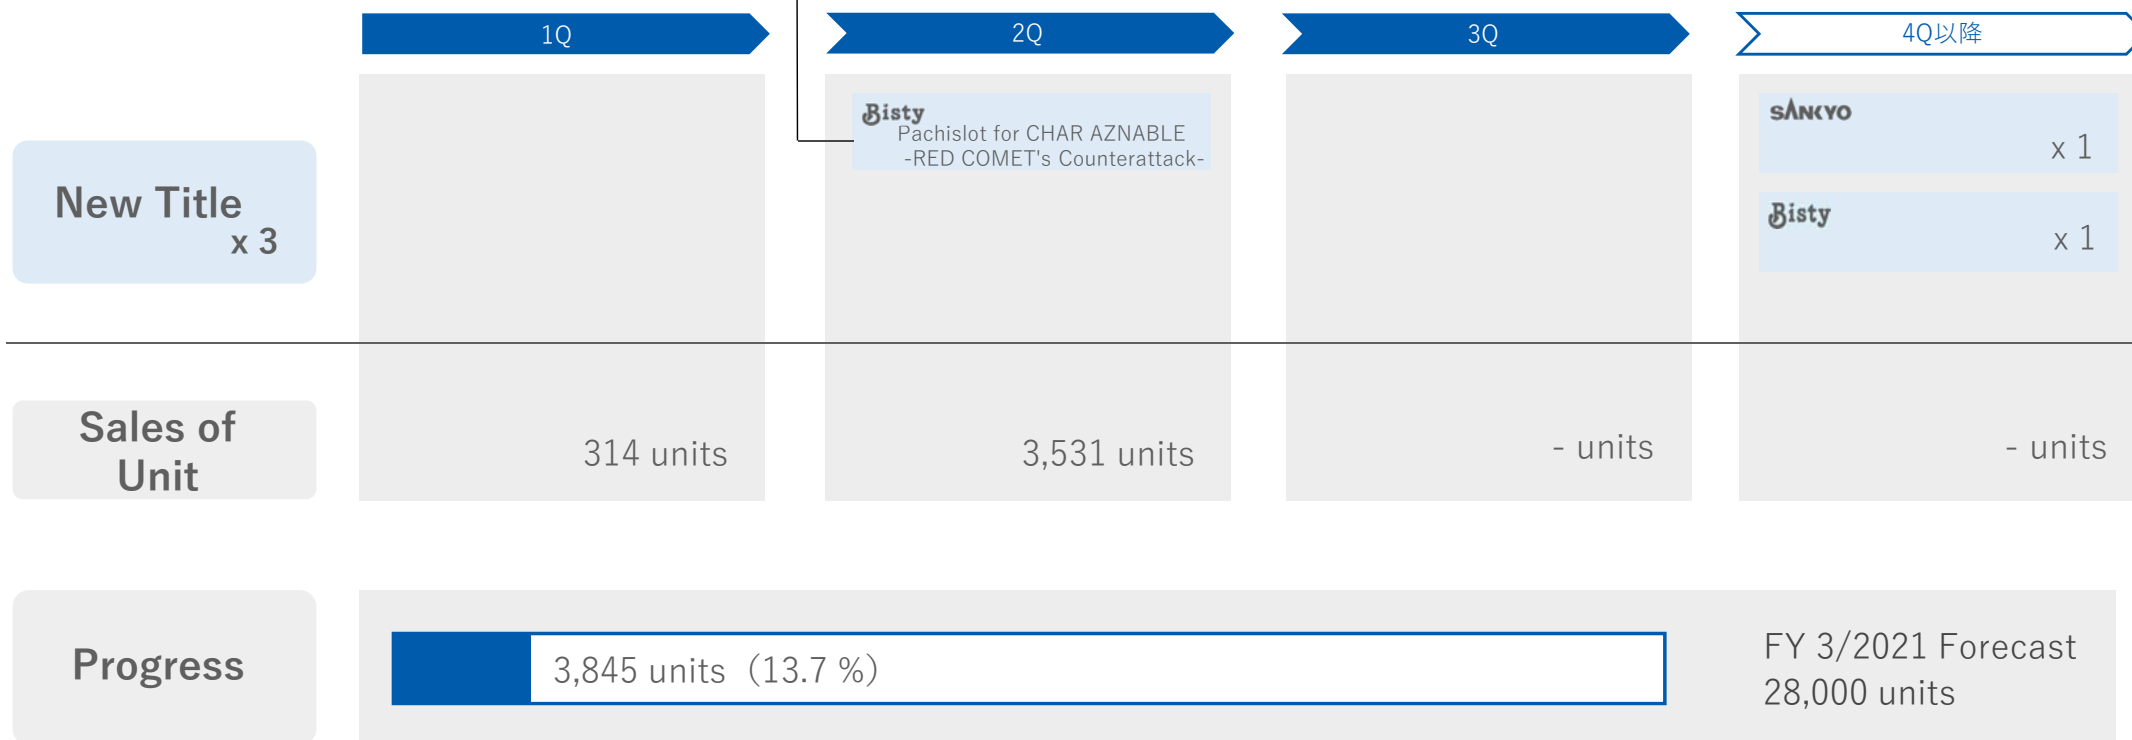 1Q
2Q
3Q
4Q以降
New Title
x 3
Bisty
Pachislot for CHAR AZNABLE
-RED COMET's Counterattack-
SANKYO
x 1
Bisty
x 1
Sales of
Unit
314 units
3,531 units
- units
- units
Progress
3,845 units（13.7 %）
FY 3/2021 Forecast
28,000 units